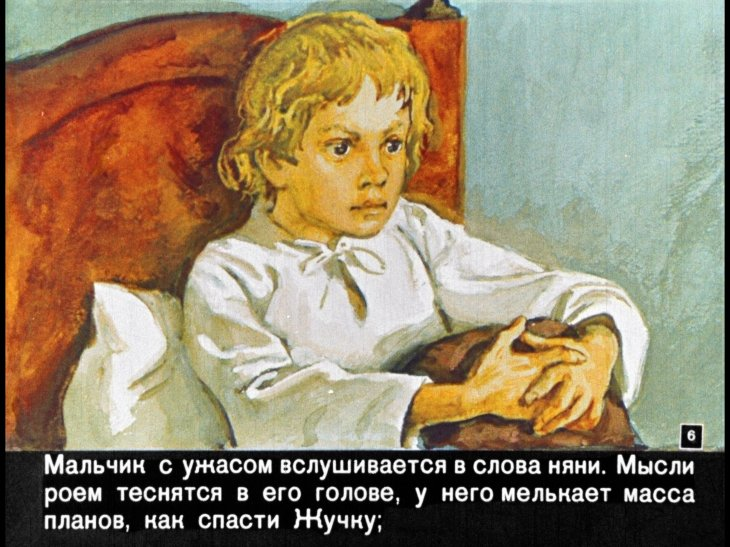 6
Мальчик с ужасом вслушивается в слова няни. Мысли
роем теснятся в его голове, у него мелькает масса
планов, как спасти Жучку;